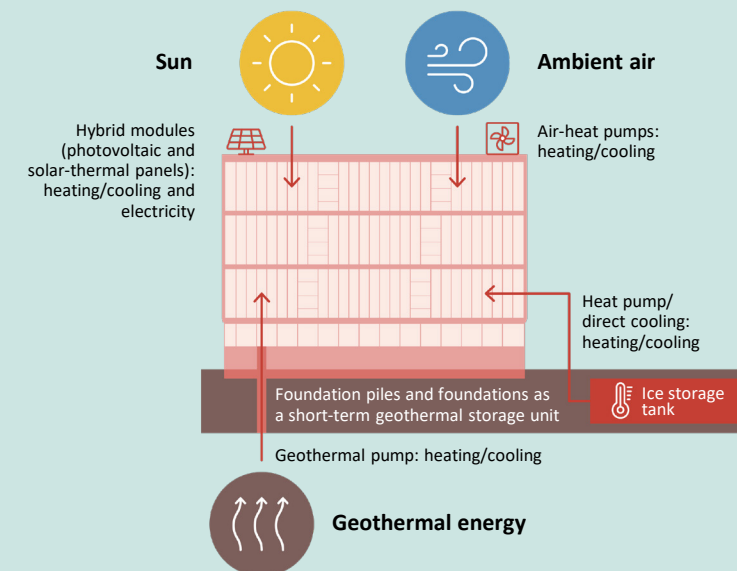 Sun
Ambient air
Hybrid modules
(photovoltaic and
solar-thermal panels):
heating/cooling and
electricity
Air-heat pumps:
heating/cooling
Heat pump/
direct cooling:
heating/cooling
Foundation piles and foundations as
a short-term geothermal storage unit
Ice storage
tank
Geothermal pump: heating/cooling
Geothermal energy